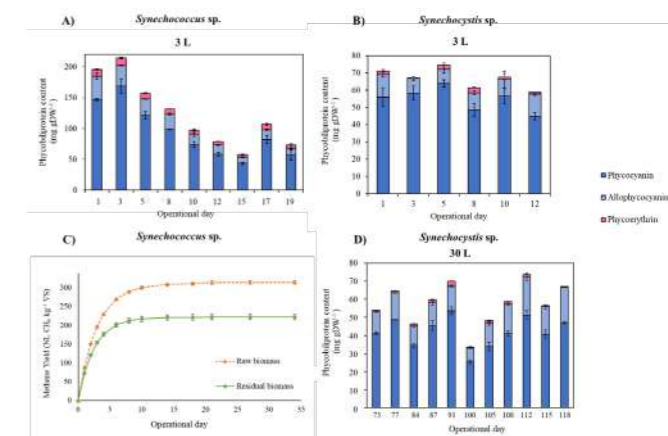 A) Synechococcus sp.
3 L
Phycobiliprotein content
(mg gDW⁻¹)
200
150
100
50
0
1 3 5 8 10 12 15 17 19
Operational day
B) Synechocystis sp.
3 L
Phycobiliprotein content
(mg gDW⁻¹)
80
70
60
50
40
30
20
10
0
1 3 5 8 10 12
Operational day
Phycocyanin
Allophycocyanin
Phycoerythrin
C) Synechococcus sp.
Methane Yield (NL CH₄ kg⁻¹ VS)
300
250
200
150
100
50
0
Raw biomass
Residual biomass
0 5 10 14 19 24 29 34
Operational day
D) Synechocystis sp.
30 L
Phycobiliprotein content
(mg gDW⁻¹)
80
70
60
50
40
30
20
10
0
73 77 84 87 91 100 105 108 112 115 118
Operational day